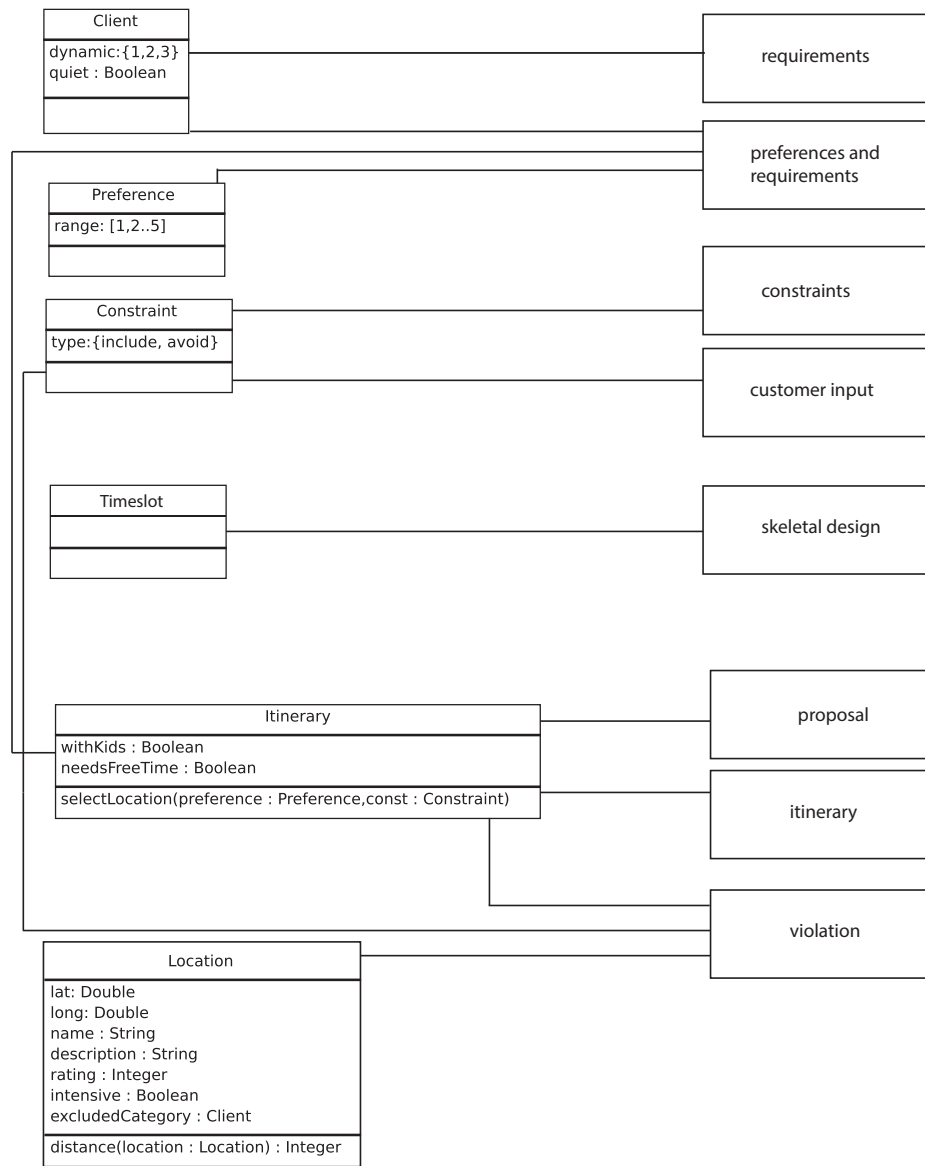 Client
dynamic:{1,2,3}
quiet : Boolean
requirements
preferences and
requirements
Preference
range: [1,2..5]
Constraint
type:{include, avoid}
constraints
customer input
Timeslot
skeletal design
Itinerary
withKids : Boolean
needsFreeTime : Boolean
selectLocation(preference : Preference,const : Constraint)
proposal
itinerary
violation
Location
lat: Double
long: Double
name : String
description : String
rating : Integer
intensive : Boolean
excludedCategory : Client
distance(location : Location) : Integer